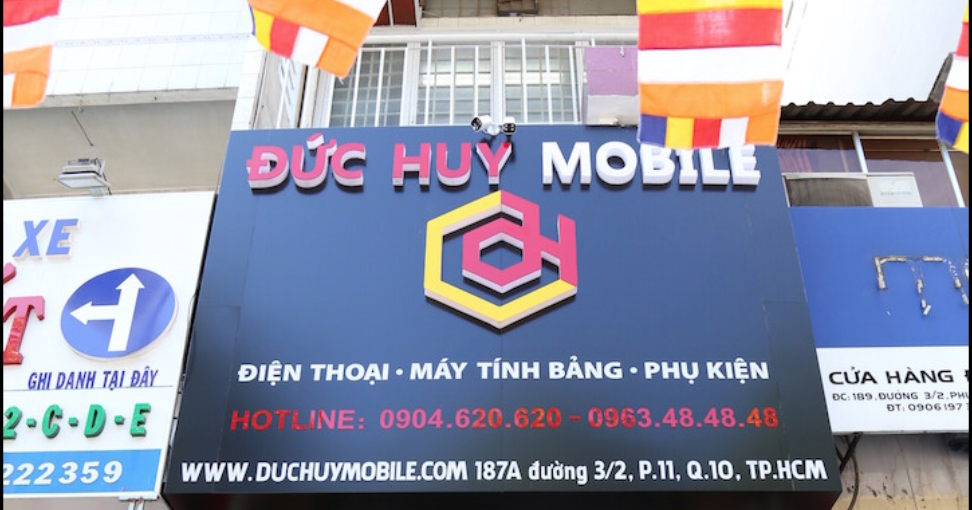 ĐỨC HUY MOBILE
ĐIỆN THOẠI • MÁY TÍNH BẢNG • PHỤ KIỆN
HOTLINE: 0904.620.620 - 0963.48.48.48
WWW.DUCHUYMOBILE.COM 187A đường 3/2, P.11, Q.10, TP.HCM
XE
GHI DANH TẠI ĐÂY
2-C-D-E
222359
CỬA HÀNG
ĐC: 189, ĐƯỜNG 3/2,
ĐT: 0906197